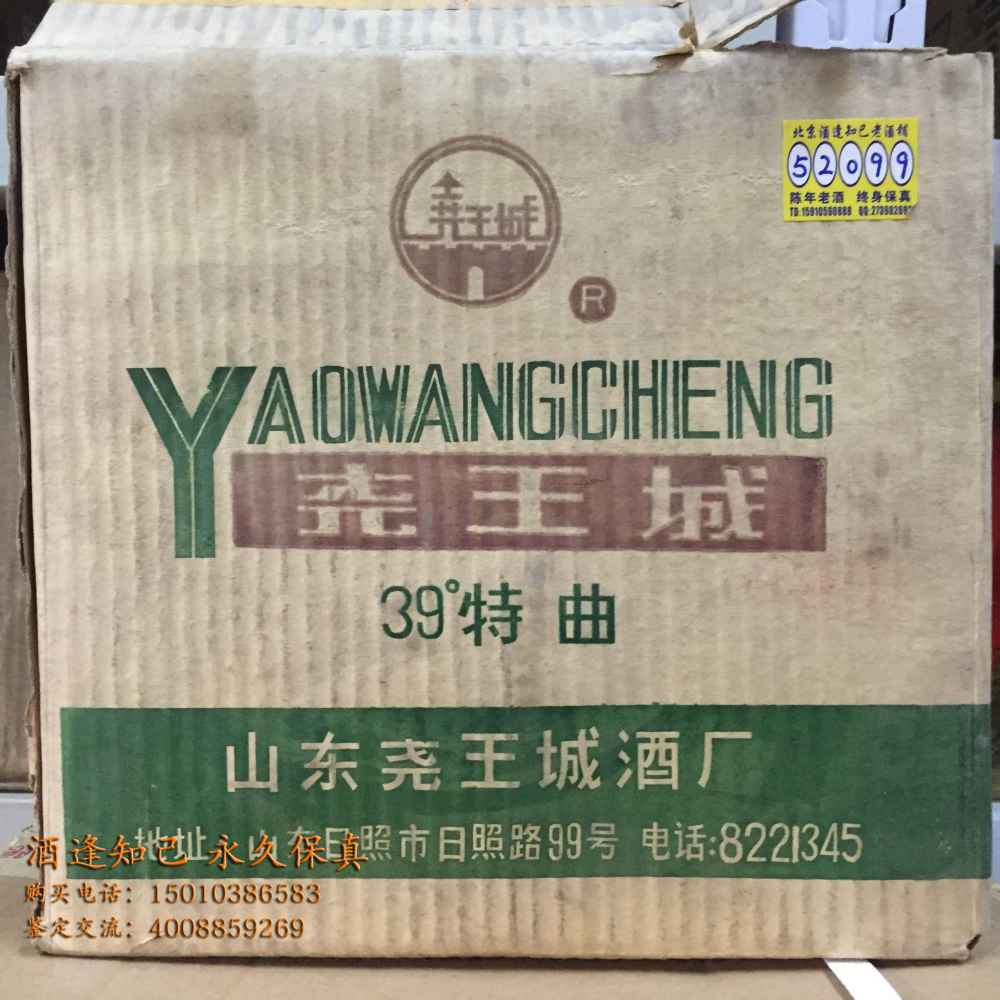 北京酒逢知己老酒铺
52099
陈年老酒 终身保真
尧王城
R
YAOWANGCHENG
尧王城
39°特曲
山东尧王城酒厂
地址:山东日照市日照路99号 电话:8221345
酒逢知己 永久保真
购买电话：15010386583
鉴定交流：4008859269